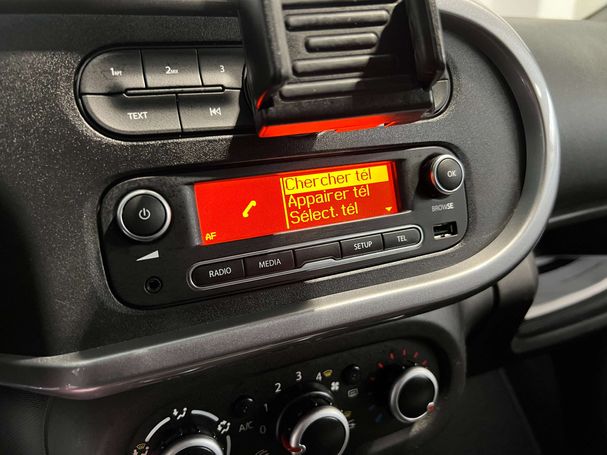 1RPT 2MIX 3
TEXT
Chercher tél
Appairer tél
Sélect. tél
AF
OK
BROWSE
RADIO MEDIA SETUP TEL
0 1 2 3 4
A/C